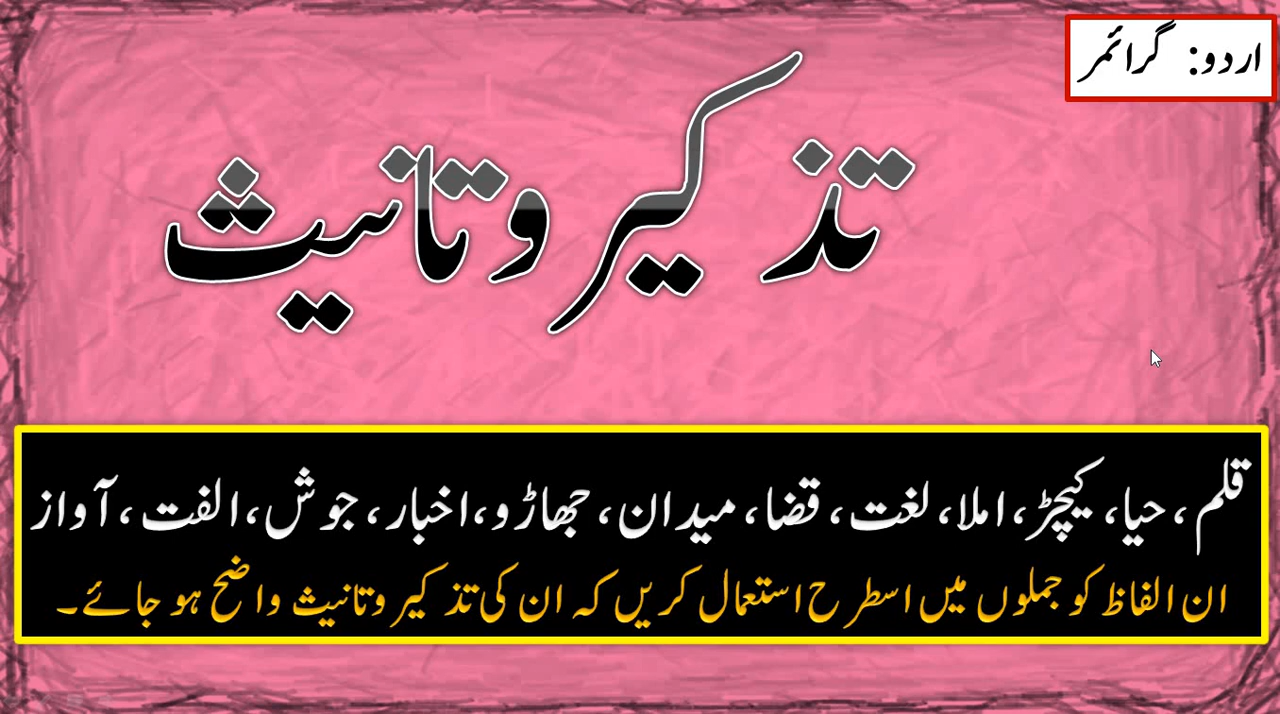 اردو: گرائمر
تذکیر و تانیث
قلم، حیا، کیچڑ، املا، لغت، قضا، میدان، جھاڑو، اخبار، جوش، الفت، آواز
ان الفاظ کو جملوں میں اسطرح استعمال کریں کہ ان کی تذکیر و تانیث واضح ہو جائے۔